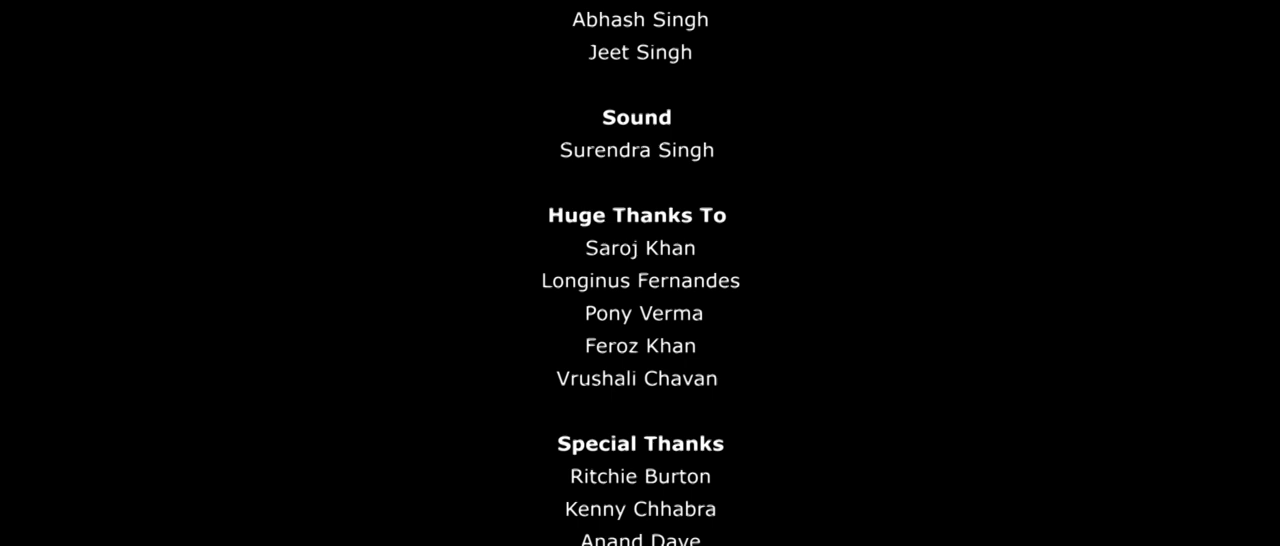 Abhash Singh
Jeet Singh
Sound
Surendra Singh
Huge Thanks To
Saroj Khan
Longinus Fernandes
Pony Verma
Feroz Khan
Vrushali Chavan
Special Thanks
Ritchie Burton
Kenny Chhabra
Anand Dave